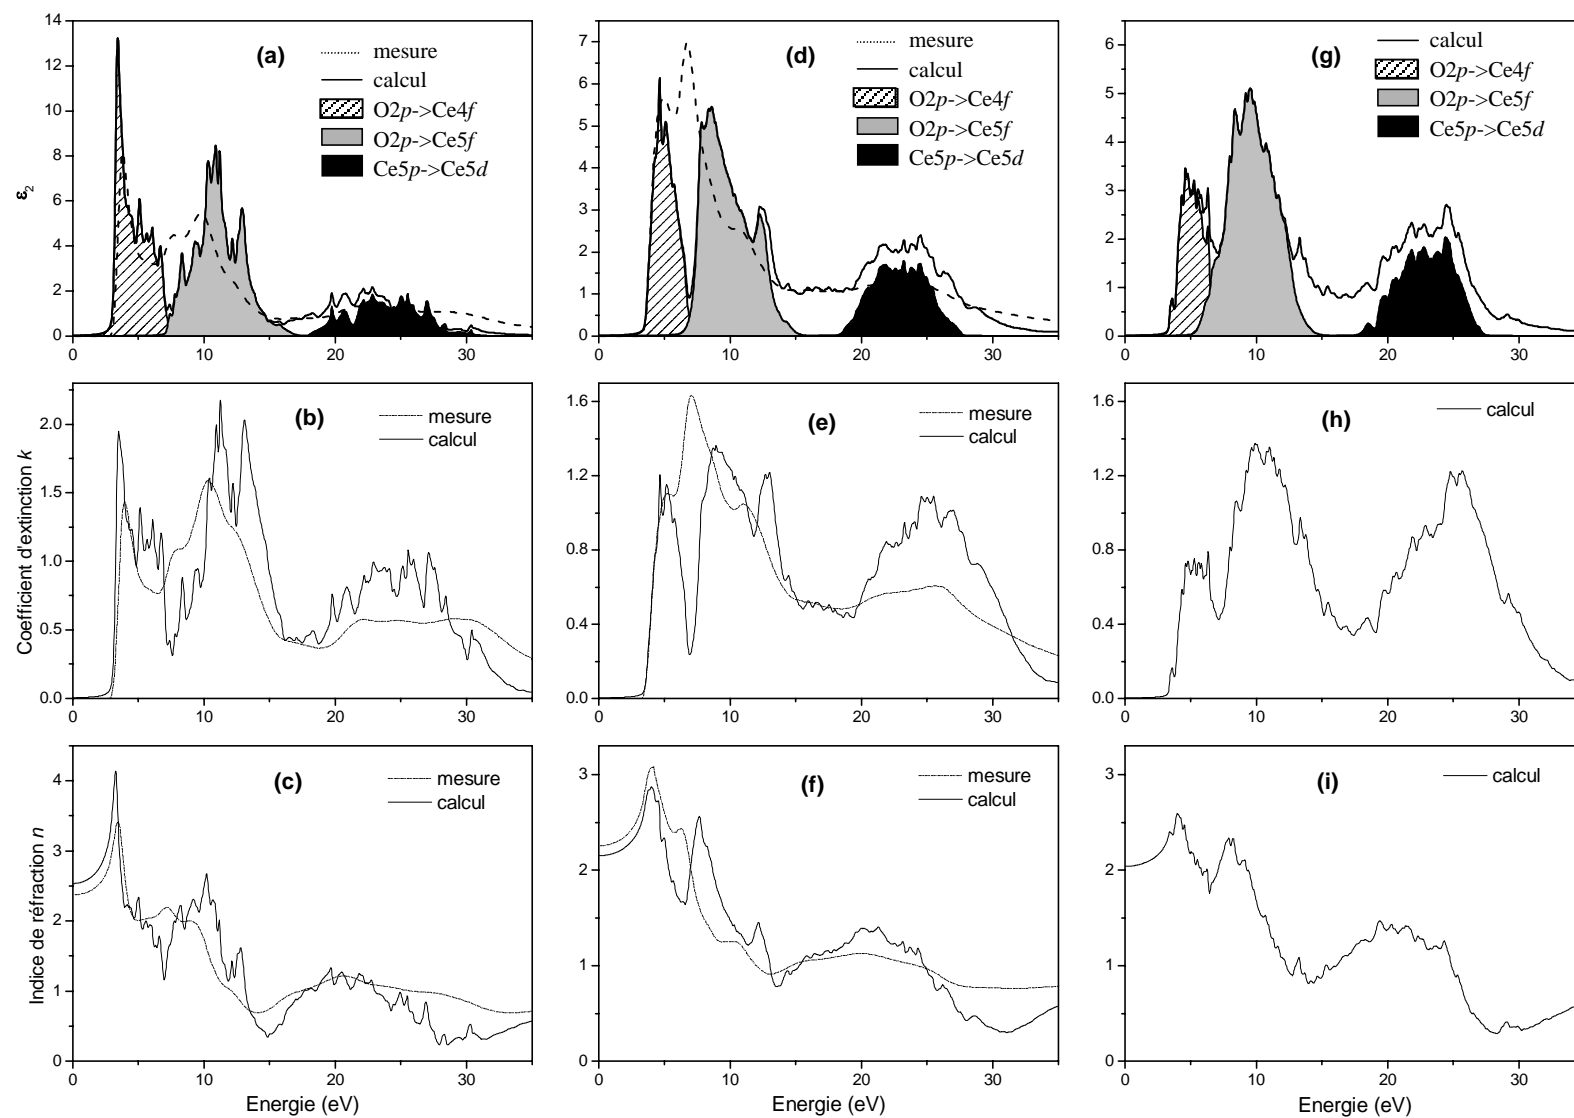 14
12
10
8
6
4
2
0
ε2
(a)
mesure
calcul
O2p->Ce4f
O2p->Ce5f
Ce5p->Ce5d
0 10 20 30
7
6
5
4
3
2
1
0
(d)
mesure
calcul
O2p->Ce4f
O2p->Ce5f
Ce5p->Ce5d
0 10 20 30
6
5
4
3
2
1
0
(g)
calcul
O2p->Ce4f
O2p->Ce5f
Ce5p->Ce5d
0 10 20 30
2.0
1.5
1.0
0.5
0.0
Coefficient d'extinction k
(b)
mesure
calcul
0 10 20 30
1.6
1.2
0.8
0.4
0.0
(e)
mesure
calcul
0 10 20 30
1.6
1.2
0.8
0.4
0.0
(h)
calcul
0 10 20 30
4
3
2
1
0
Indice de réfraction n
(c)
mesure
calcul
0 10 20 30
Energie (eV)
3
2
1
0
(f)
mesure
calcul
0 10 20 30
Energie (eV)
3
2
1
0
(i)
calcul
0 10 20 30
Energie (eV)